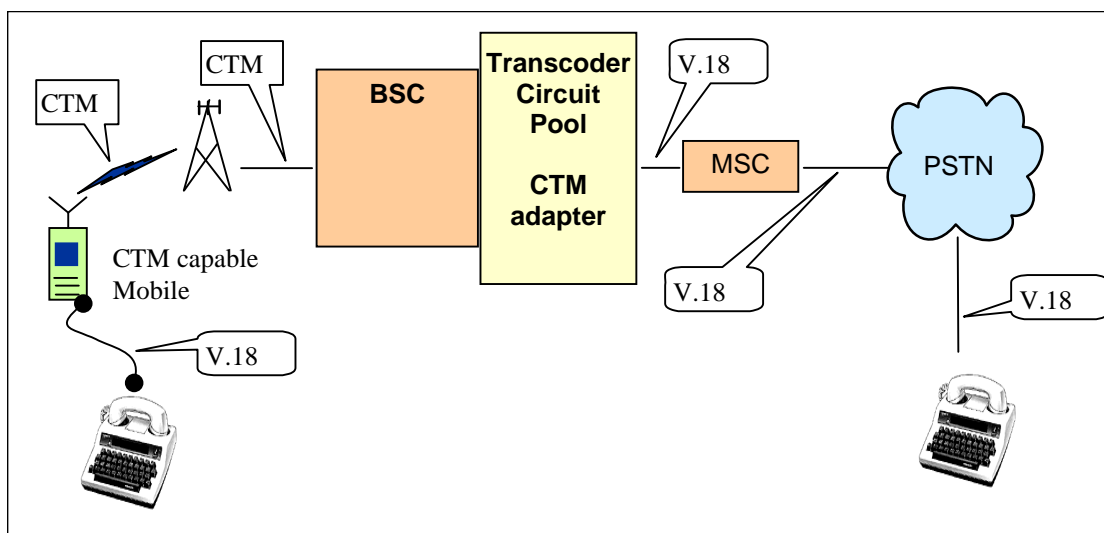 CTM
CTM
BSC
Transcoder
Circuit
Pool
CTM
adapter
V.18
MSC
PSTN
CTM capable
Mobile
V.18
V.18
V.18